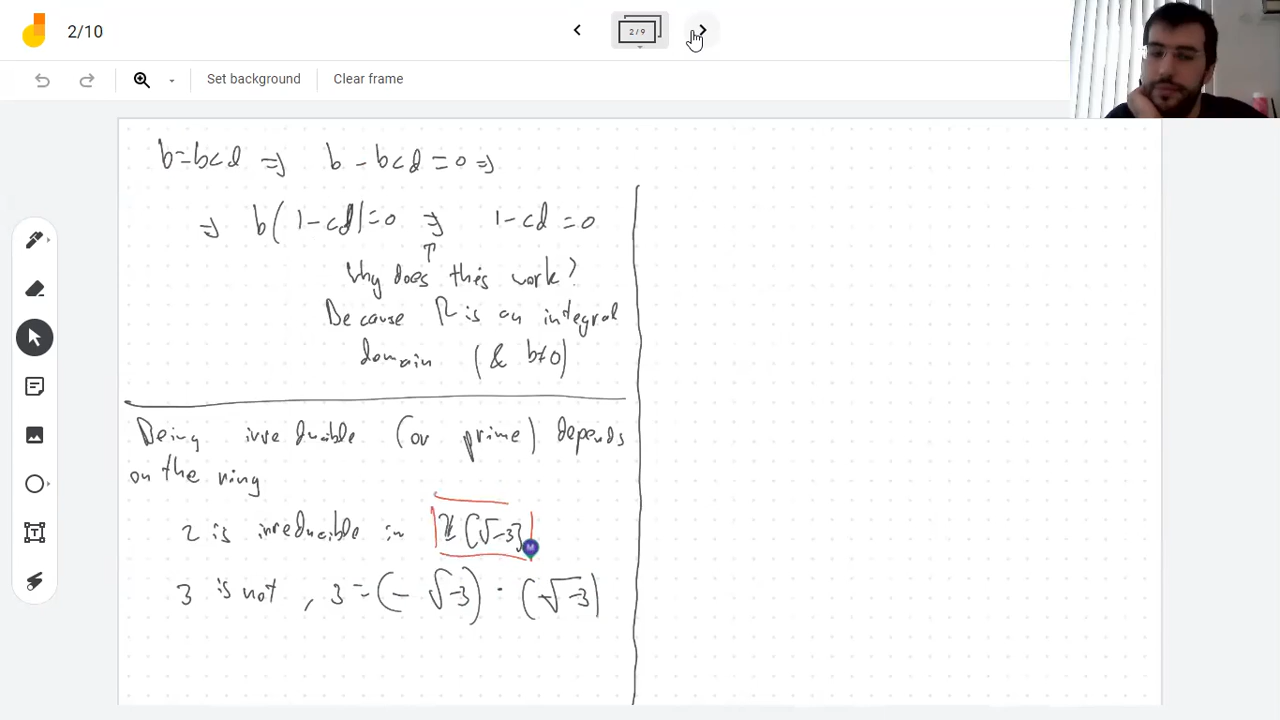 2/10
2/9
Set background
Clear frame
b=bcd ⇒ b - bcd = 0 ⇒
⇒ b(1-cd)=0 ⇒ 1-cd=0
↑
Why does this work?
Because R is an integral
domain (& b≠0)
Being irreducible (or prime) depends
on the ring
2 is irreducible in ℤ[√-3]
M
3 is not, 3 = (-√-3) · (+√-3)